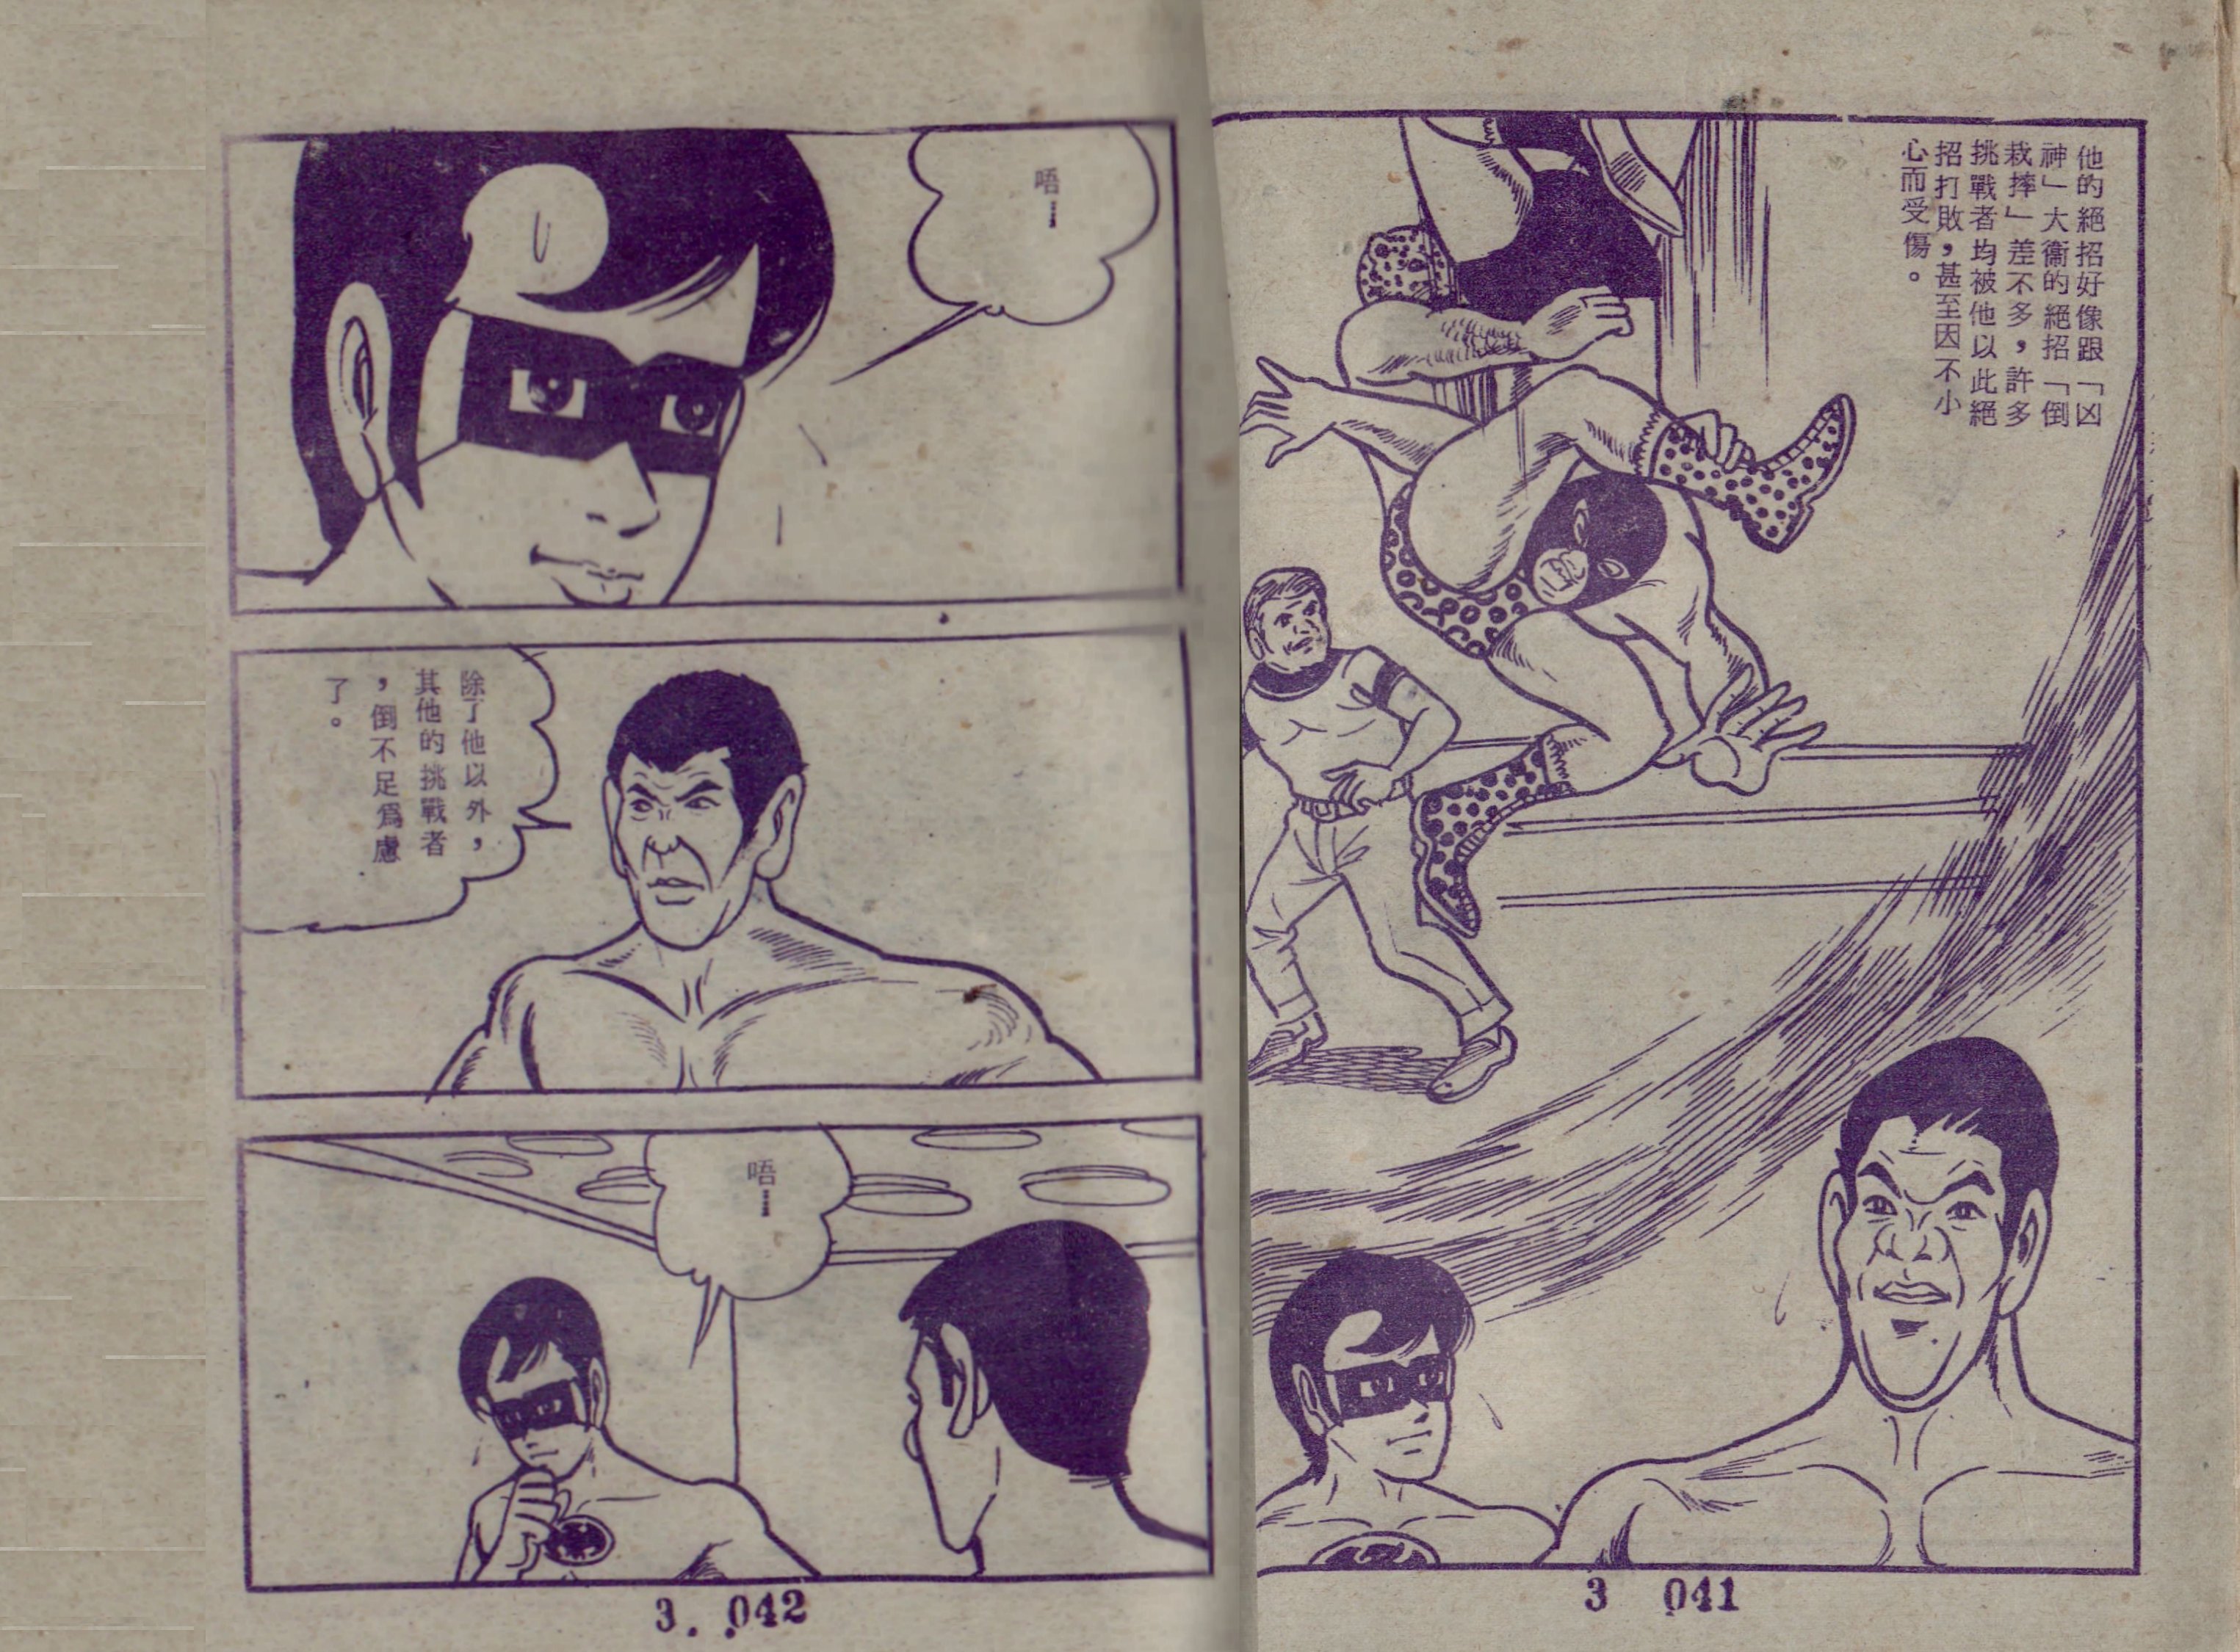 他的絕招好像跟「凶
神」大衞的絕招「倒
栽摔」差不多，許多
挑戰者均被他以此絕
招打敗，甚至因不小
心而受傷。
3 041
唔…
除了他以外，
其他的挑戰者
，倒不足爲慮
了。
唔…
3. 042